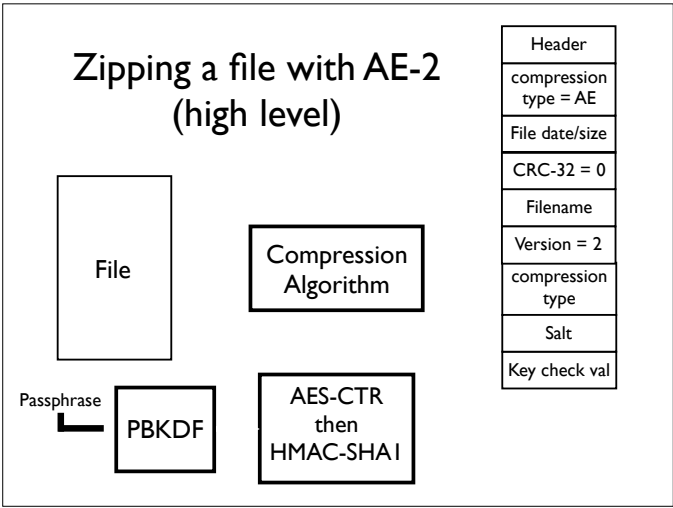 Zipping a file with AE-2
(high level)
File
Compression
Algorithm
Passphrase
PBKDF
AES-CTR
then
HMAC-SHA1
Header
compression
type = AE
File date/size
CRC-32 = 0
Filename
Version = 2
compression
type
Salt
Key check val